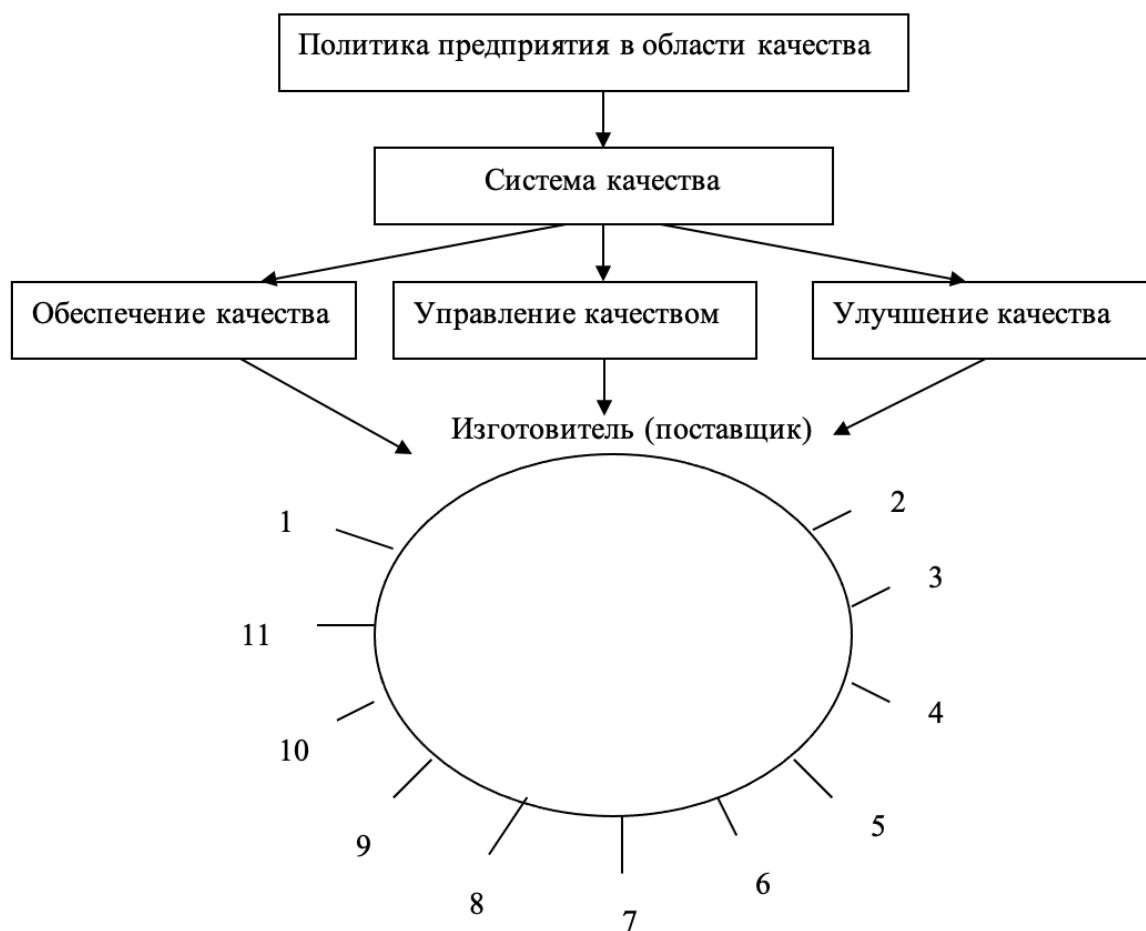 Политика предприятия в области качества
Система качества
Обеспечение качества
Управление качеством
Улучшение качества
Изготовитель (поставщик)
1
2
3
11
4
10
5
9
6
8
7